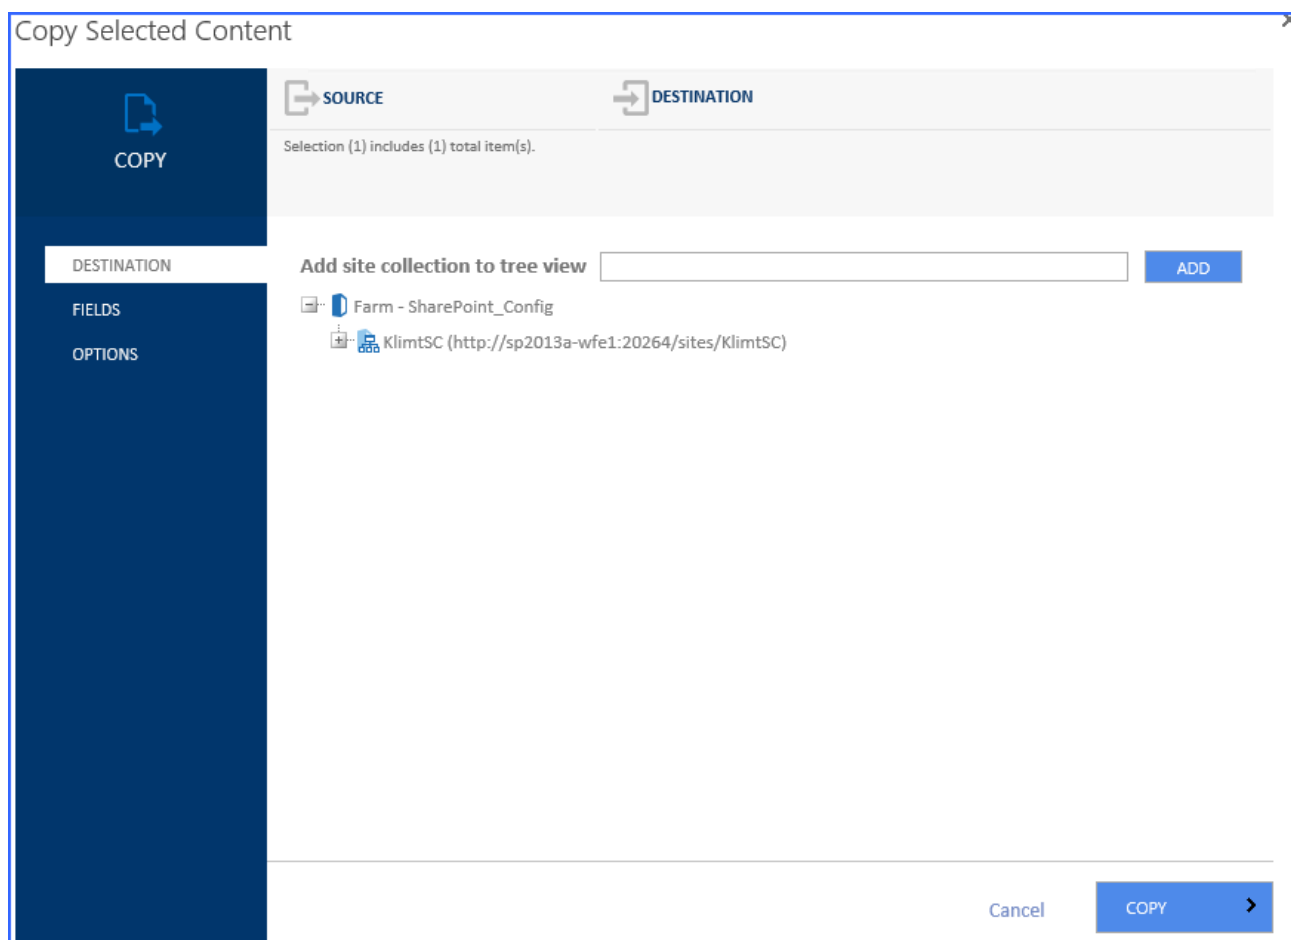 Copy Selected Content
COPY
SOURCE
DESTINATION
Selection (1) includes (1) total item(s).
DESTINATION
FIELDS
OPTIONS
Add site collection to tree view
ADD
Farm - SharePoint_Config
KlimtSC (http://sp2013a-wfe1:20264/sites/KlimtSC)
Cancel
COPY